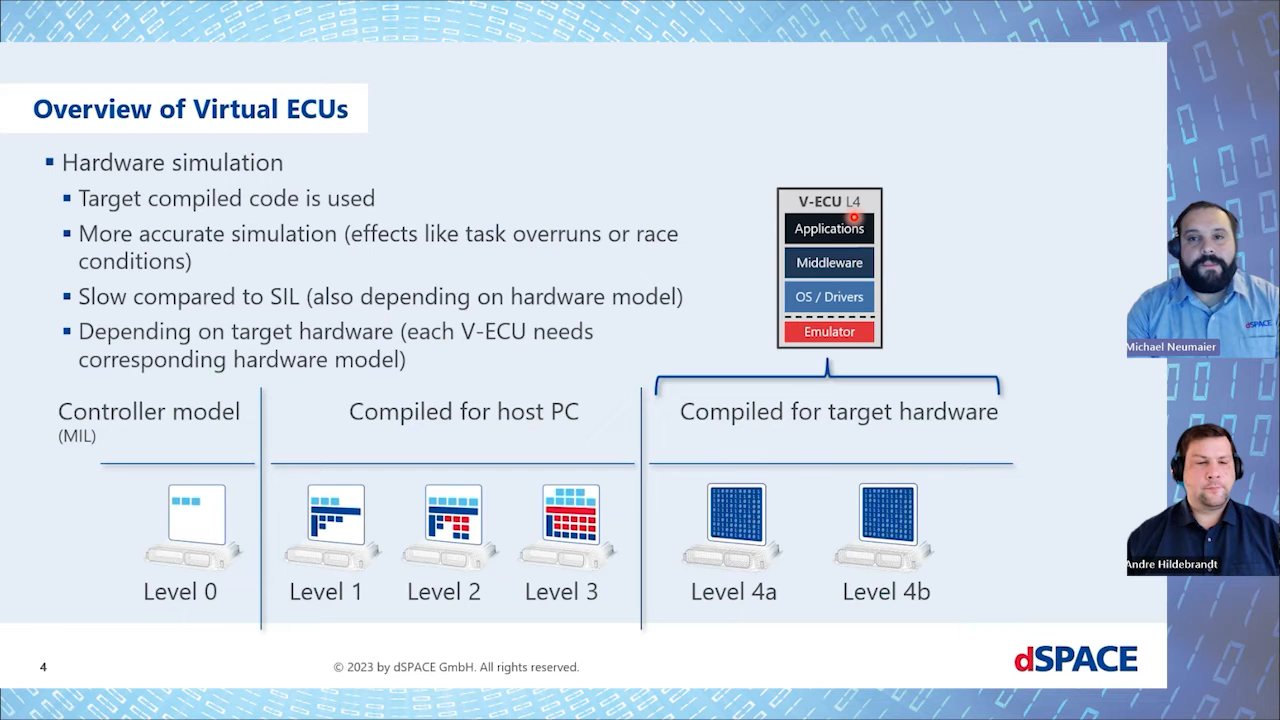 Overview of Virtual ECUs
Hardware simulation
Target compiled code is used
More accurate simulation (effects like task overruns or race
conditions)
Slow compared to SIL (also depending on hardware model)
Depending on target hardware (each V-ECU needs
corresponding hardware model)
V-ECU L4
Applications
Middleware
OS / Drivers
Emulator
Controller model
(MIL)
Compiled for host PC
Compiled for target hardware
Level 0
Level 1
Level 2
Level 3
Level 4a
Level 4b
4
© 2023 by dSPACE GmbH. All rights reserved.
dSPACE
dSPACE
Michael Neumaier
Andre Hildebrandt